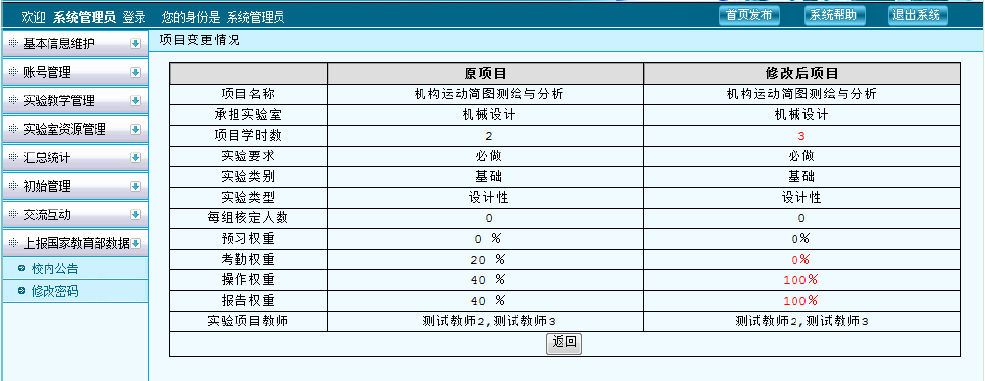 欢迎 系统管理员 登录 您的身份是 系统管理员 首页发布 系统帮助 退出系统
基本信息维护
账号管理
实验教学管理
实验室资源管理
汇总统计
初始管理
交流互动
上报国家教育部数据
校内公告
修改密码
项目变更情况
原项目 修改后项目
项目名称 机构运动简图测绘与分析 机构运动简图测绘与分析
承担实验室 机械设计 机械设计
项目学时数 2 3
实验要求 必做 必做
实验类别 基础 基础
实验类型 设计性 设计性
每组核定人数 0 0
预习权重 0 % 0%
考勤权重 20 % 0%
操作权重 40 % 100%
报告权重 40 % 100%
实验项目教师 测试教师2,测试教师3 测试教师2,测试教师3
返回